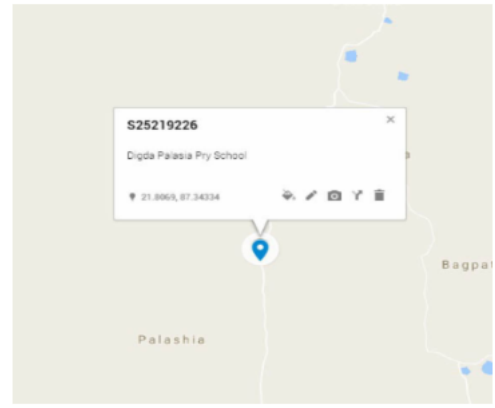 S25219226
Digda Palasia Pry School
21.8069, 87.34334
Bagpat
Palashia